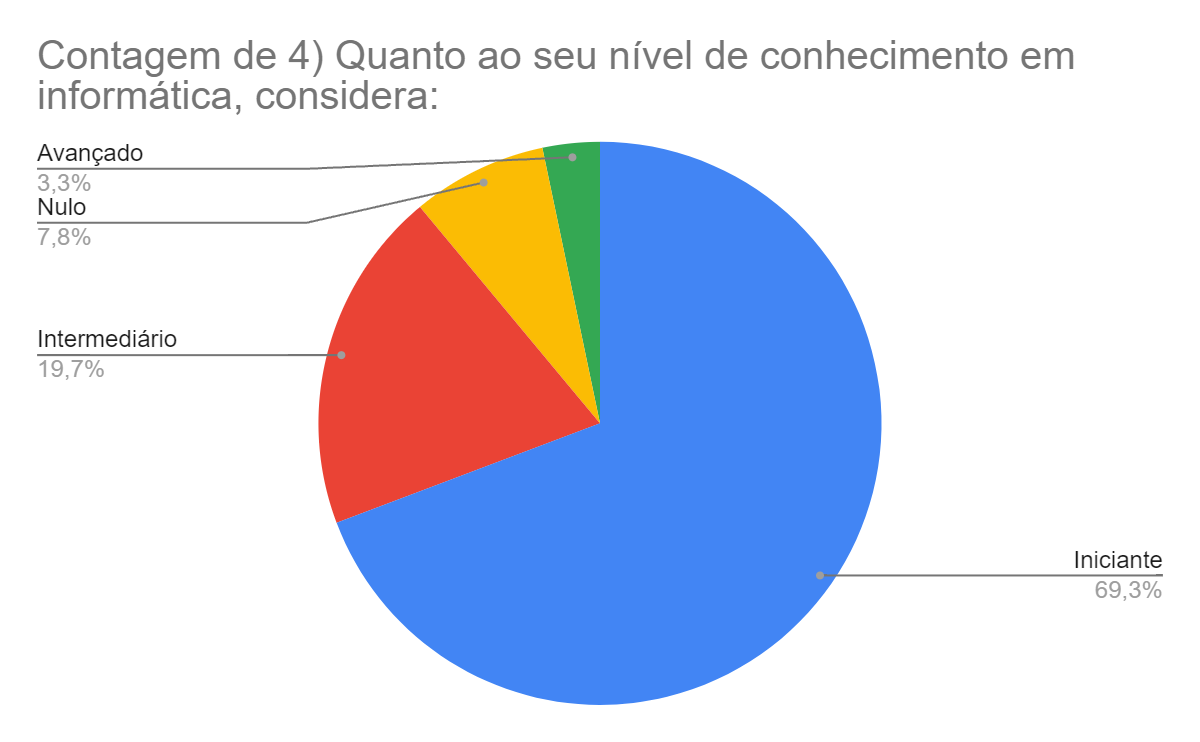 Contagem de 4) Quanto ao seu nível de conhecimento em
informática, considera:
Avançado
3,3%
Nulo
7,8%
Intermediário
19,7%
Iniciante
69,3%